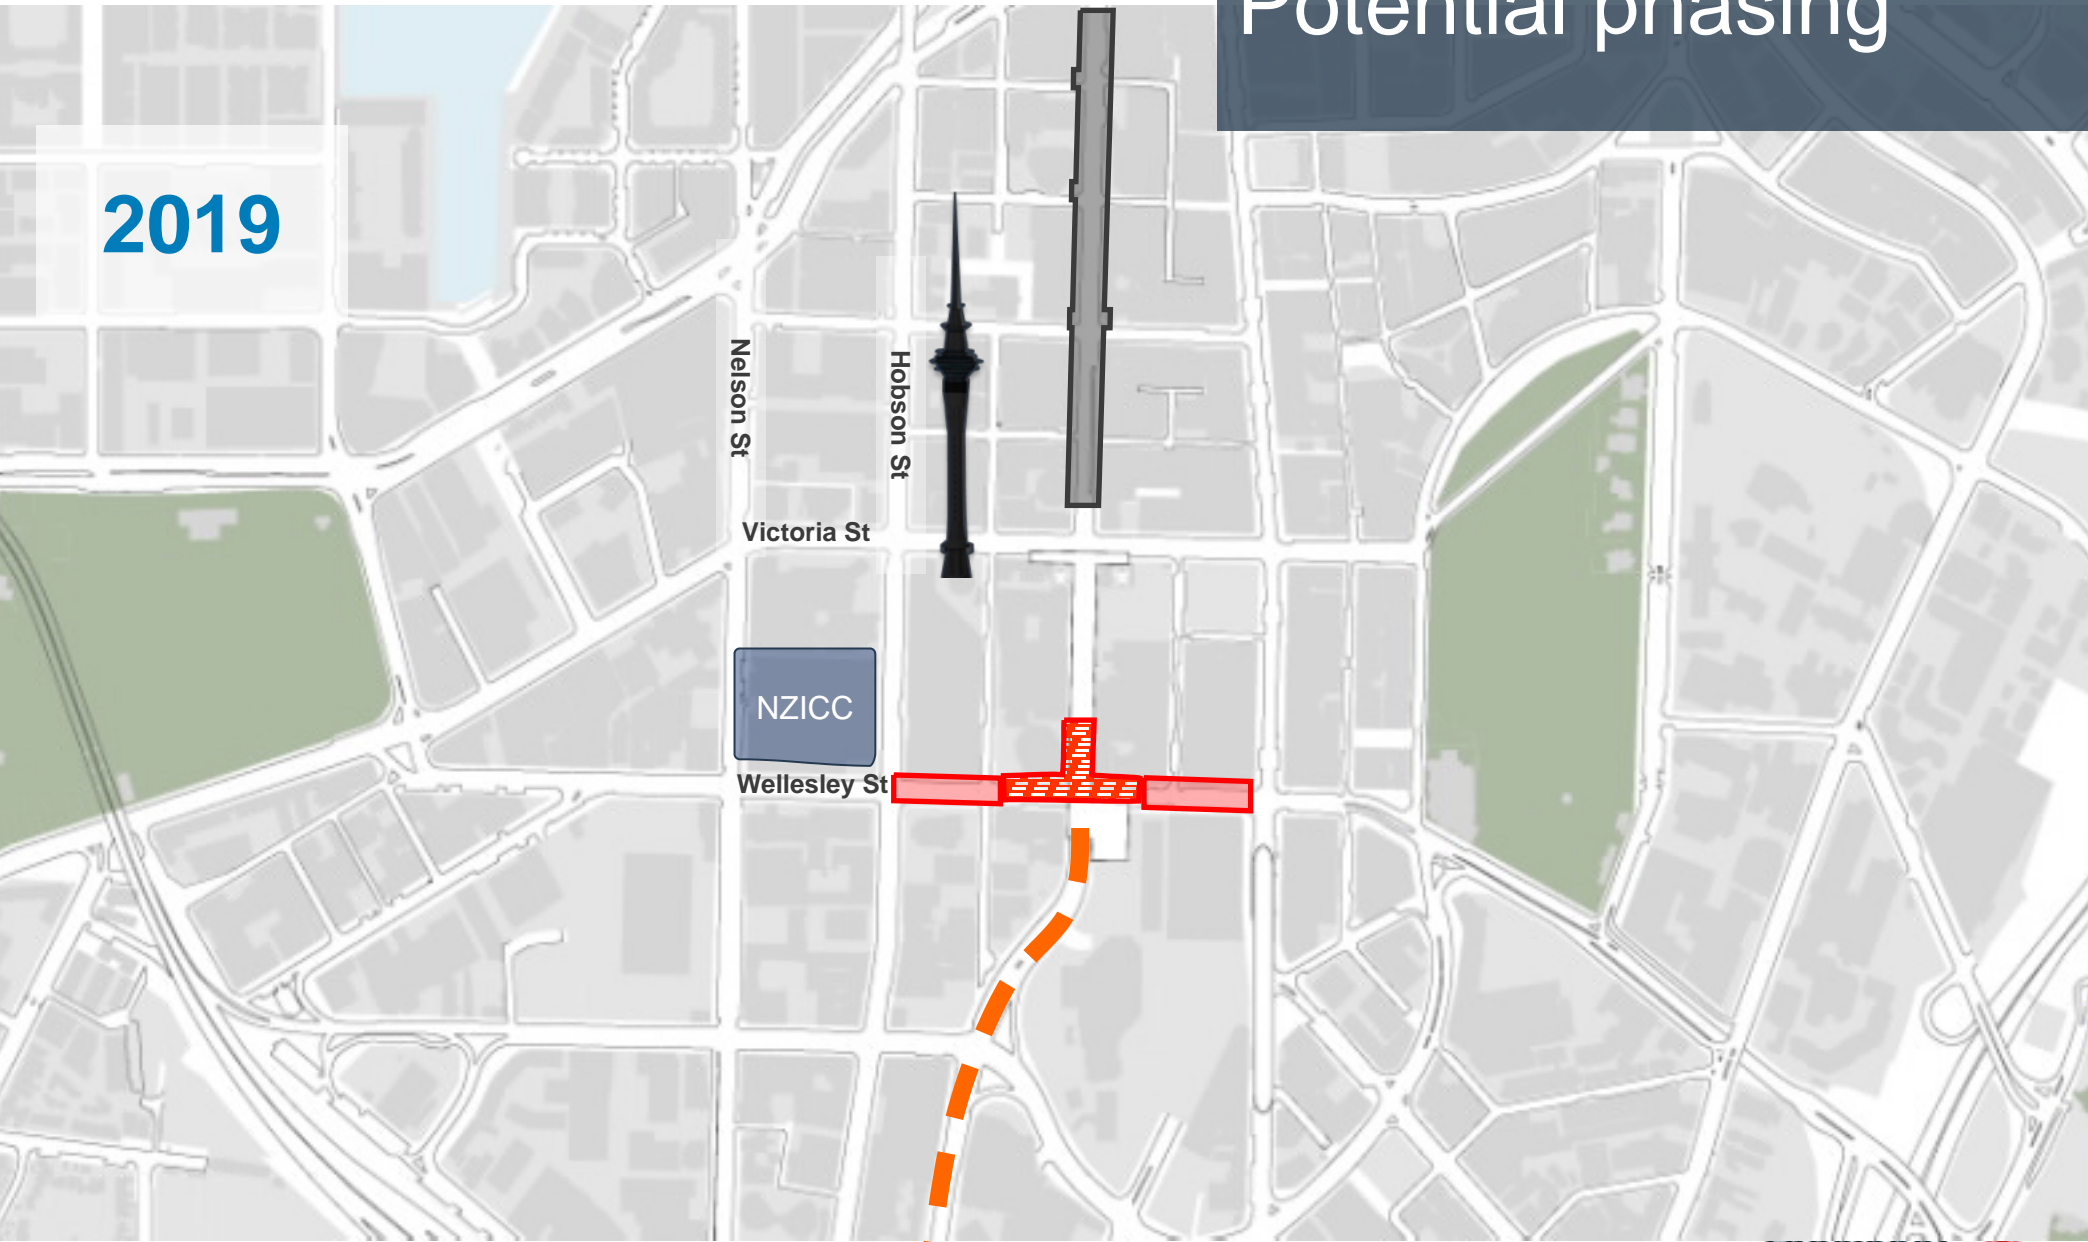 Potential phasing
2019
Nelson St
Hobson St
Victoria St
NZICC
Wellesley St